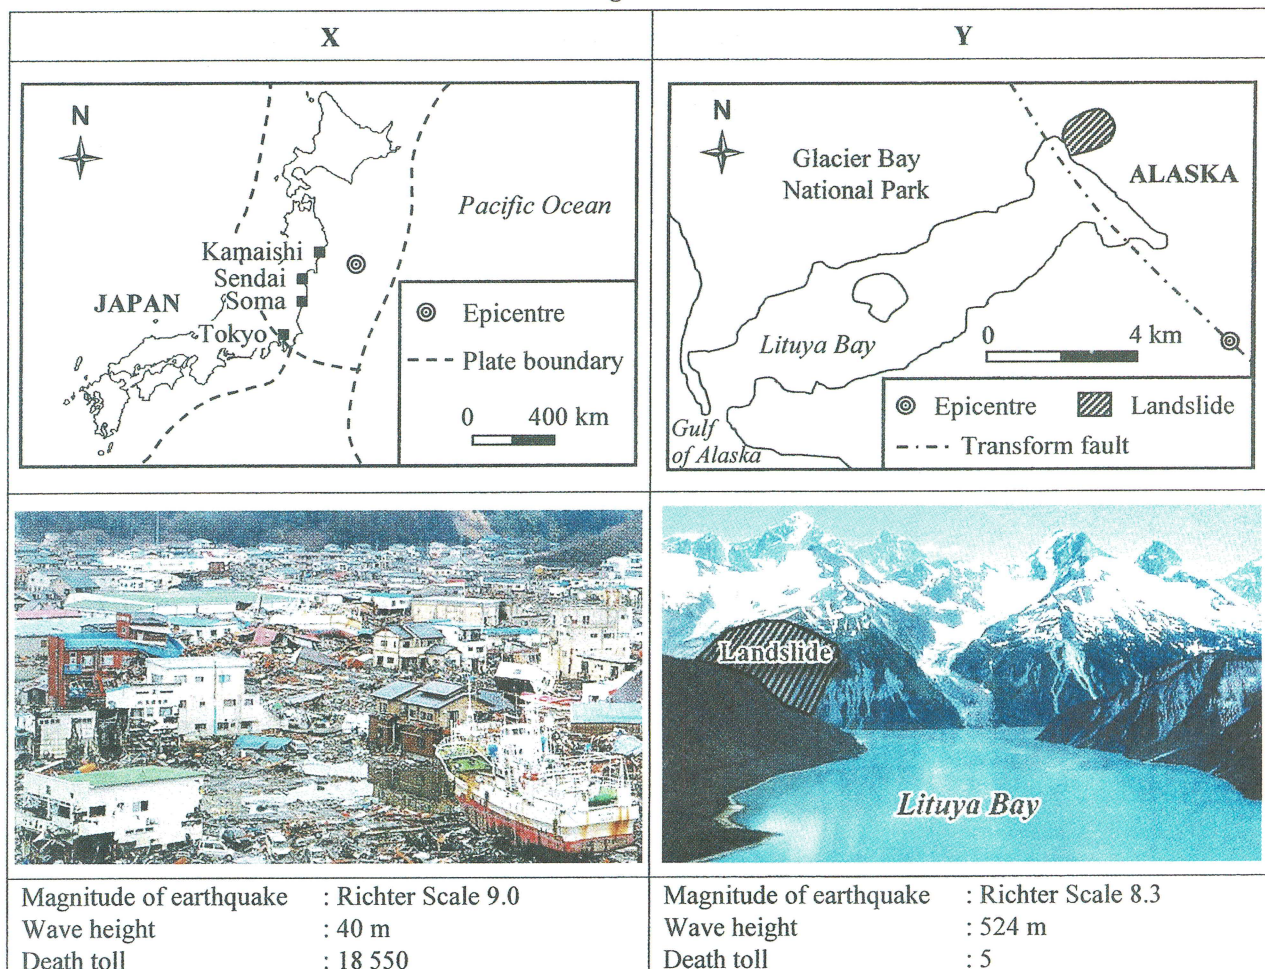 X
Y
N
Pacific Ocean
Kamaishi
Sendai
Soma
JAPAN
Tokyo
Epicentre
Plate boundary
0 400 km
N
Glacier Bay
National Park
ALASKA
0 4 km
Lituya Bay
Gulf
of Alaska
Epicentre Landslide
Transform fault
Landslide
Lituya Bay
Magnitude of earthquake : Richter Scale 9.0
Wave height : 40 m
Death toll : 18 550
Magnitude of earthquake : Richter Scale 8.3
Wave height : 524 m
Death toll : 5